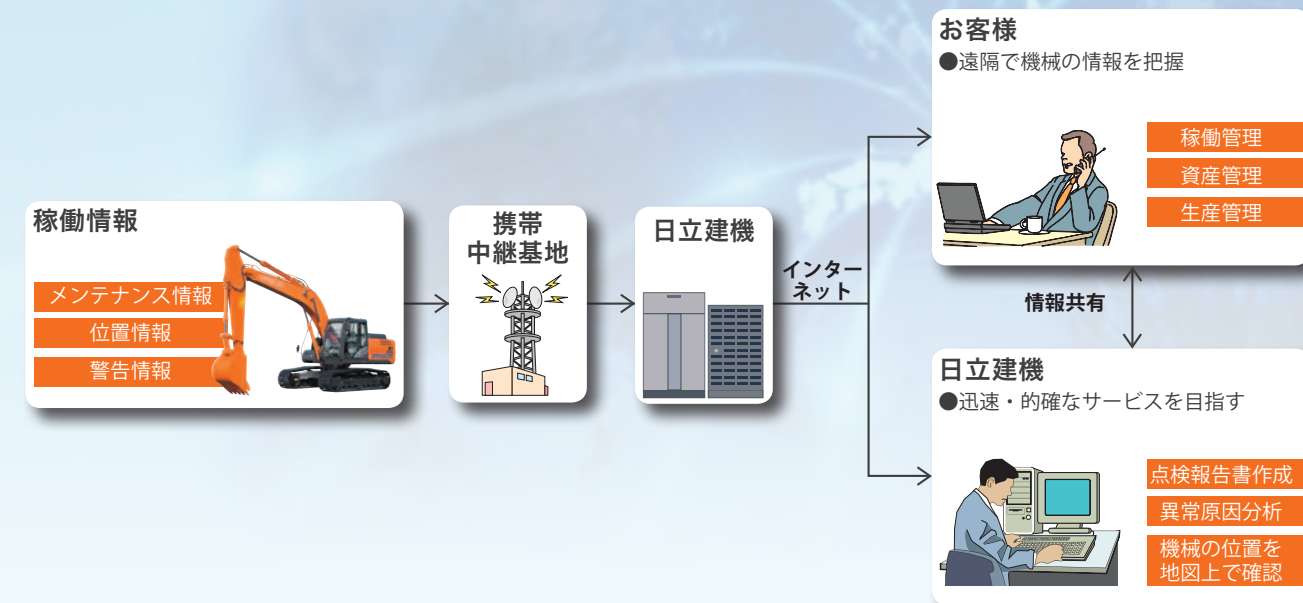 稼働情報
メンテナンス情報
位置情報
警告情報
携帯
中継基地
日立建機
インター
ネット
お客様
●遠隔で機械の情報を把握
稼働管理
資産管理
生産管理
情報共有
日立建機
●迅速・的確なサービスを目指す
点検報告書作成
異常原因分析
機械の位置を
地図上で確認